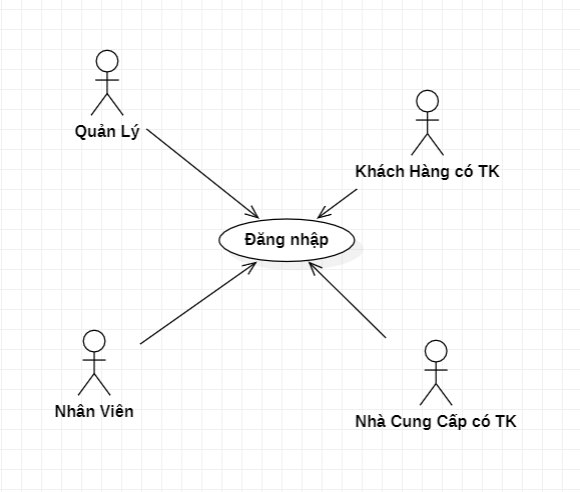 Quản Lý
Khách Hàng có TK
Đăng nhập
Nhân Viên
Nhà Cung Cấp có TK